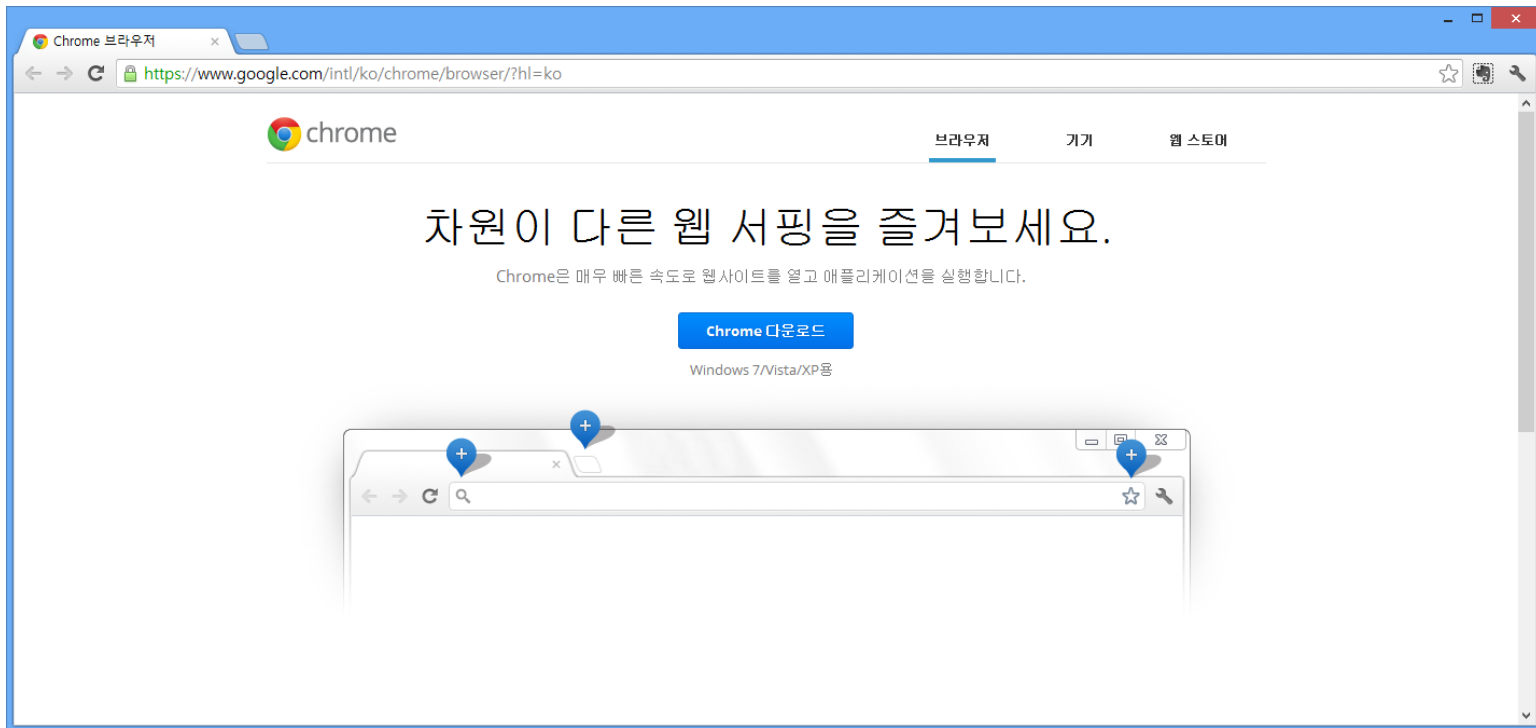 Chrome 브라우저
https://www.google.com/intl/ko/chrome/browser/?hl=ko
chrome
브라우저 기기 웹 스토어
차원이 다른 웹 서핑을 즐겨보세요.
Chrome은 매우 빠른 속도로 웹사이트를 열고 애플리케이션을 실행합니다.
Chrome 다운로드
Windows 7/Vista/XP용